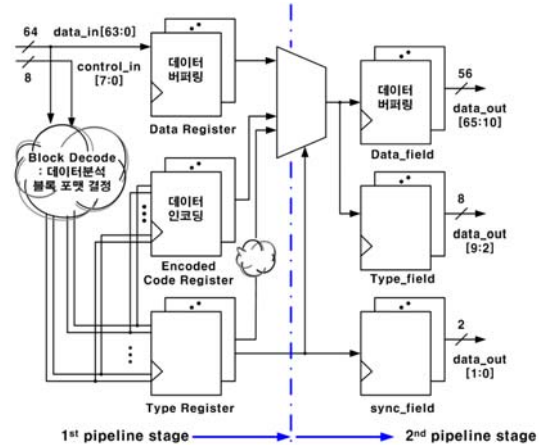 64
data_in[63:0]
8
control_in
[7:0]
데이터
버퍼링
Data Register
Block Decode
: 데이터분석
블록 포맷 결정
데이터
인코딩
Encoded
Code Register
Type Register
데이터
버퍼링
Data_field
56
data_out
[65:10]
Type_field
8
data_out
[9:2]
sync_field
2
data_out
[1:0]
1st pipeline stage
2nd pipeline stage